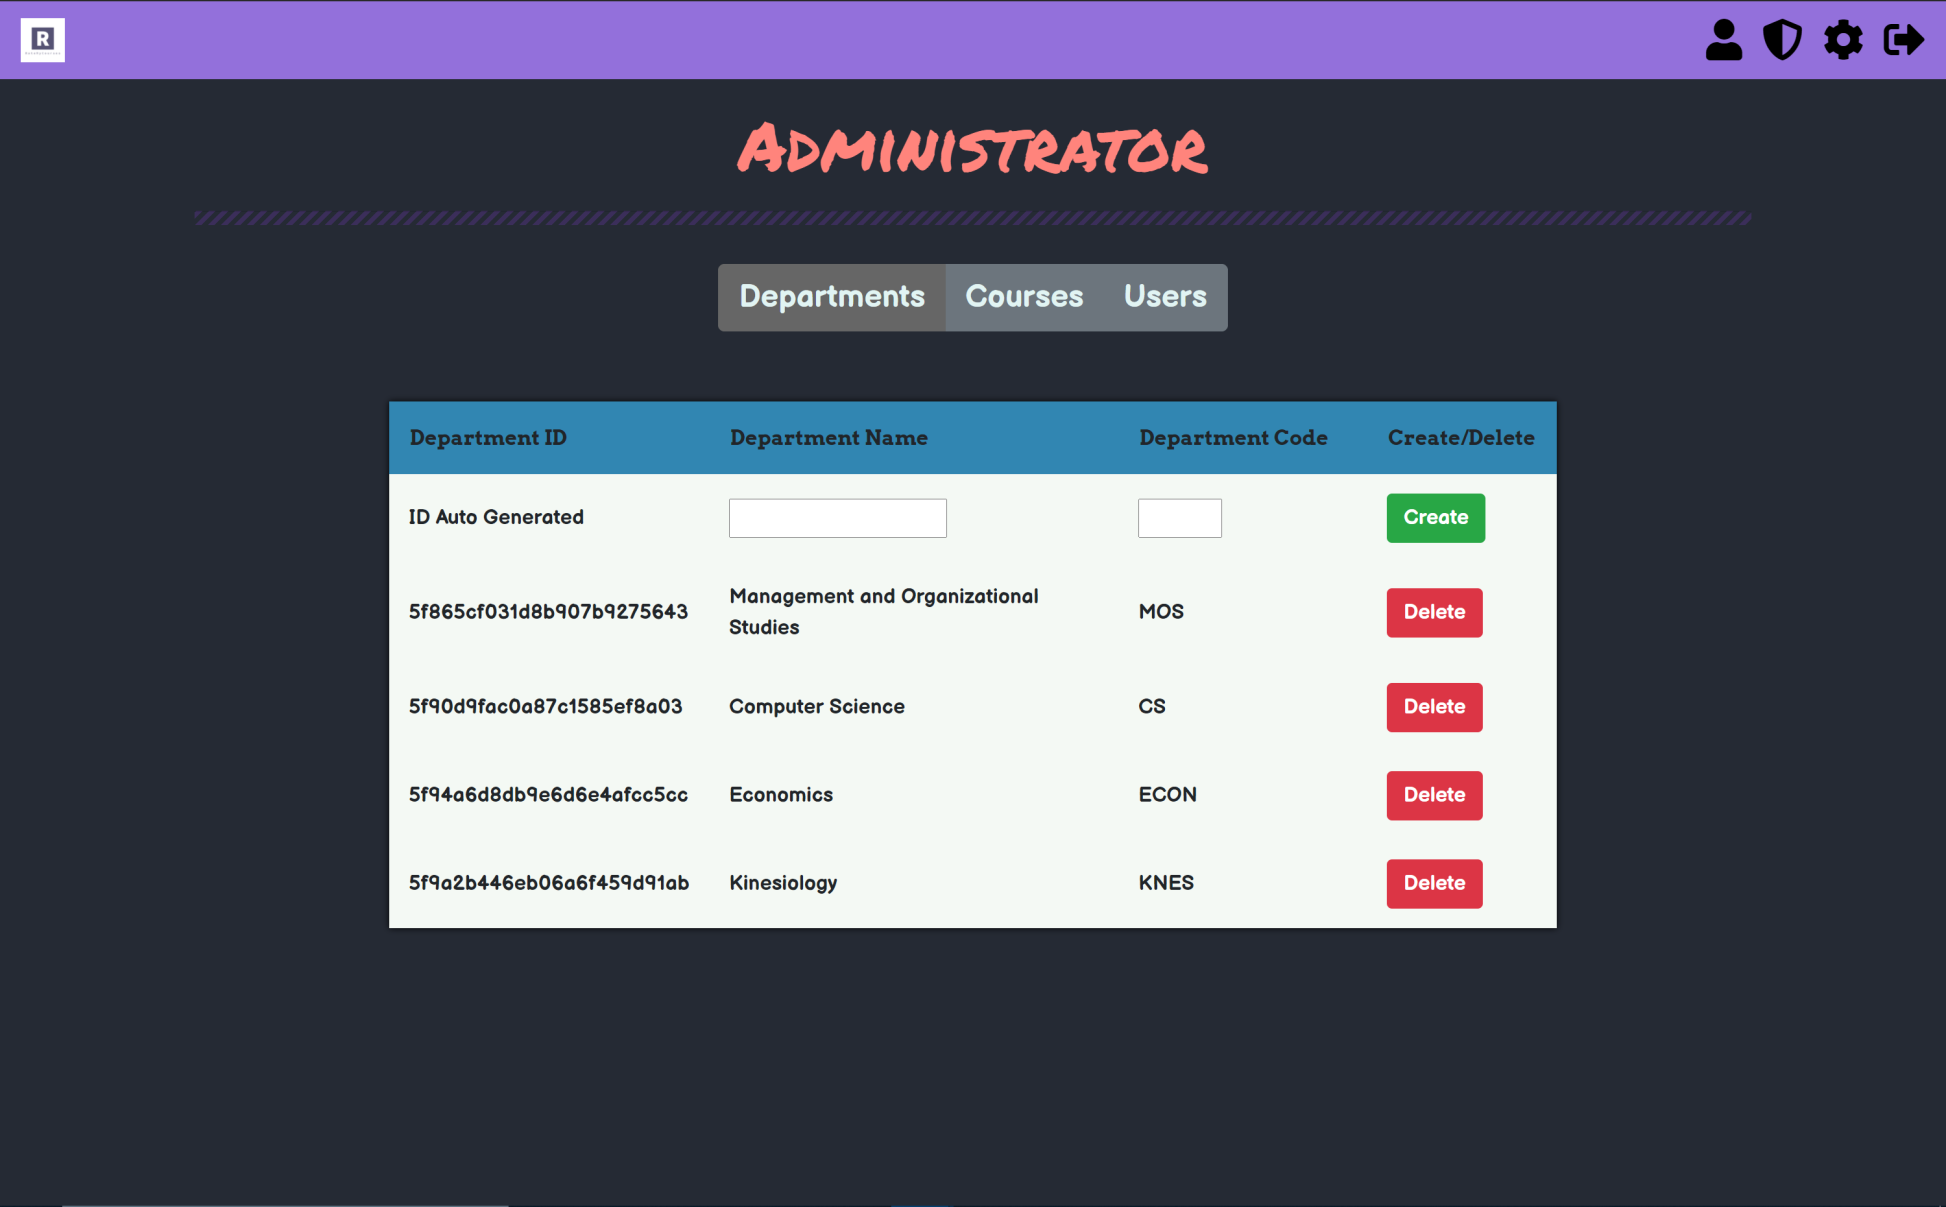 R
Administrator
Departments Courses Users
Department ID Department Name Department Code Create/Delete
ID Auto Generated Create
5f865cf031d8b907b9275643 Management and Organizational Studies MOS Delete
5f90d9fac0a87c1585ef8a03 Computer Science CS Delete
5f94a6d8db9e6d6e4afcc5cc Economics ECON Delete
5f9a2b446eb06a6f459d91ab Kinesiology KNES Delete